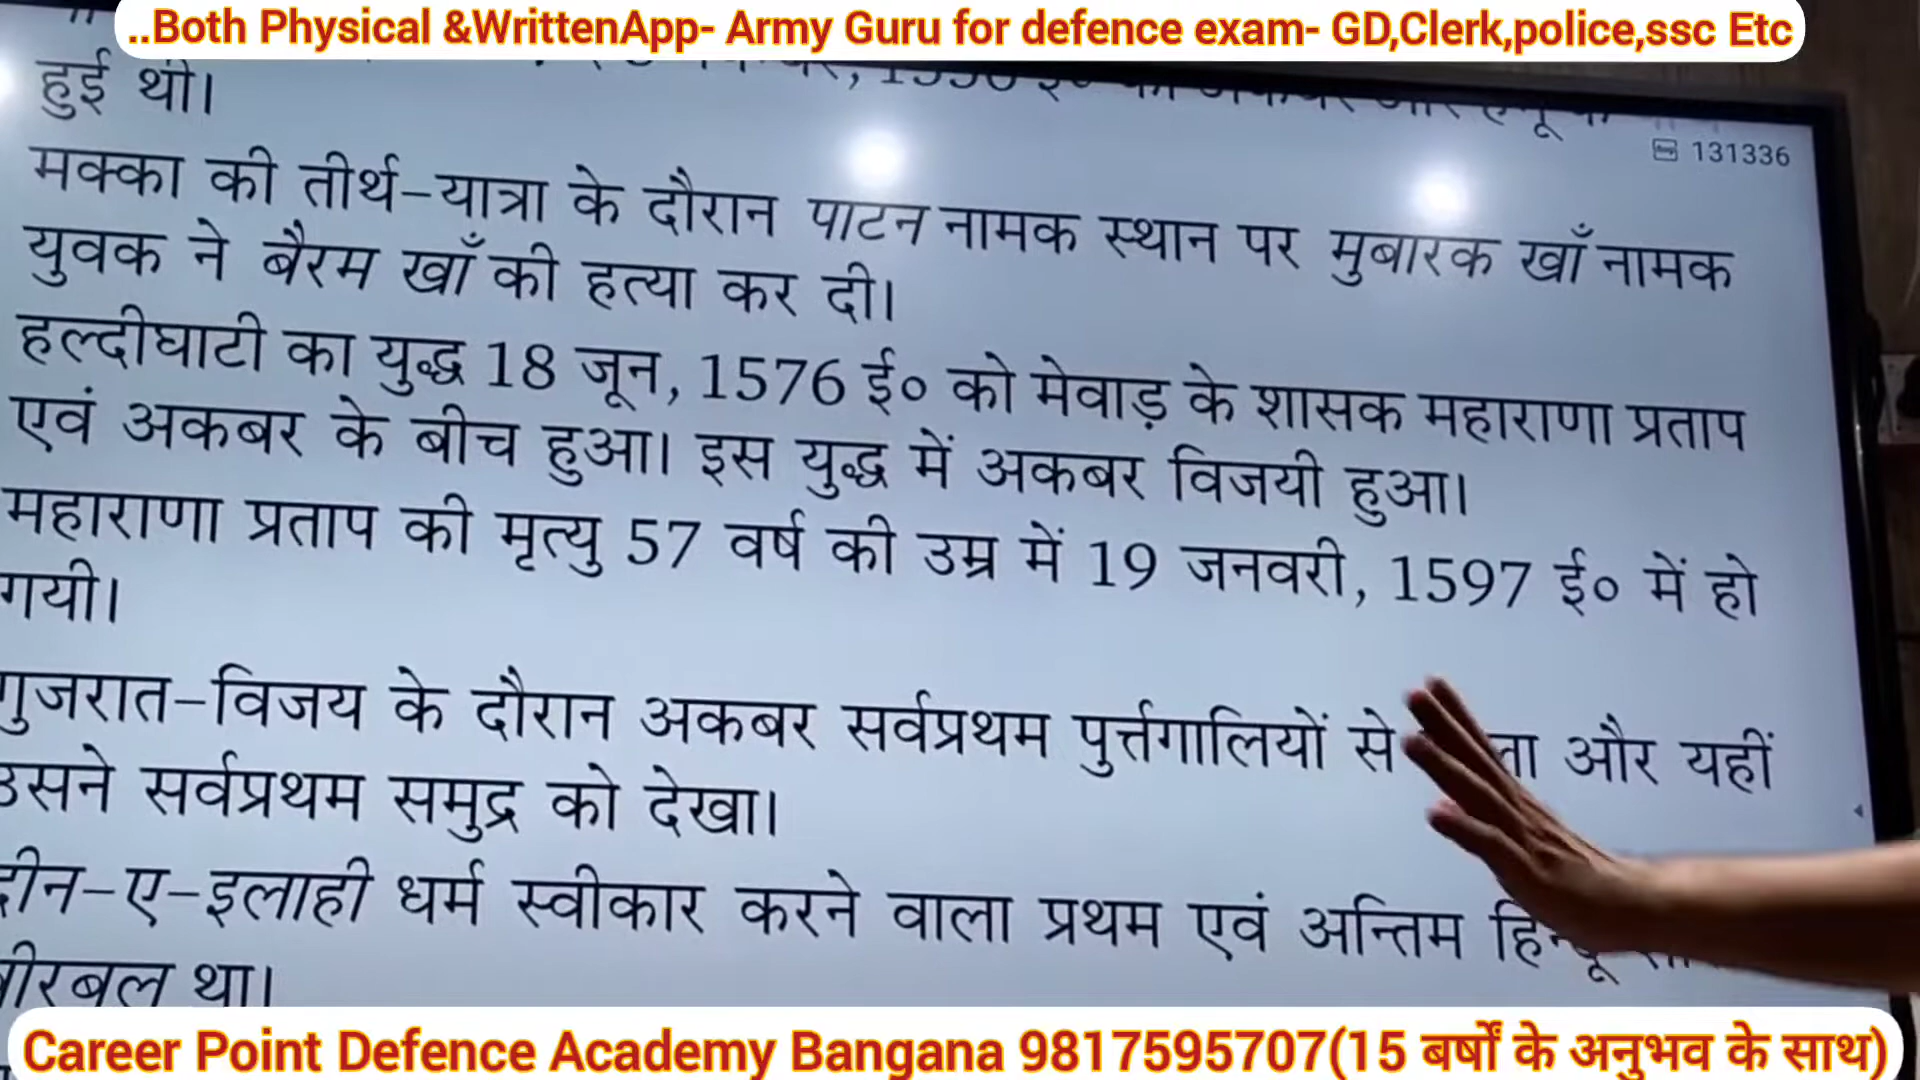 ..Both Physical &WrittenApp- Army Guru for defence exam- GD,Clerk,police,ssc Etc
हुई थी।
131336
मक्का की तीर्थ-यात्रा के दौरान पाटन नामक स्थान पर मुबारक खाँ नामक
युवक ने बैरम खाँ की हत्या कर दी।
हल्दीघाटी का युद्ध 18 जून, 1576 ई० को मेवाड़ के शासक महाराणा प्रताप
एवं अकबर के बीच हुआ। इस युद्ध में अकबर विजयी हुआ।
महाराणा प्रताप की मृत्यु 57 वर्ष की उम्र में 19 जनवरी, 1597 ई० में हो
गयी।
गुजरात-विजय के दौरान अकबर सर्वप्रथम पुर्त्तगालियों से और यहीं
उसने सर्वप्रथम समुद्र को देखा।
दीन-ए-इलाही धर्म स्वीकार करने वाला प्रथम एवं अन्तिम हिन्दू
बीरबल था।
Career Point Defence Academy Bangana 9817595707(15 बर्षों के अनुभव के साथ)